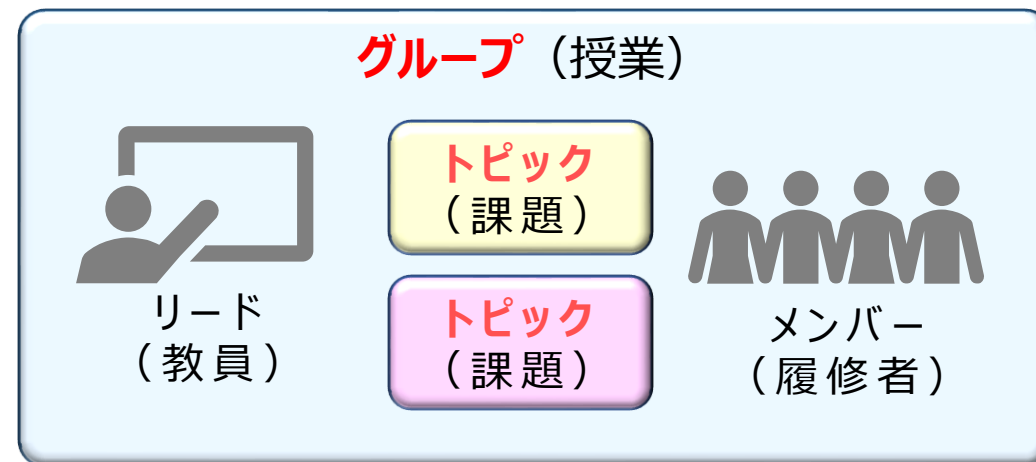 グループ（授業）
リード
（教員）
トピック
（課題）
トピック
（課題）
メンバー
（履修者）